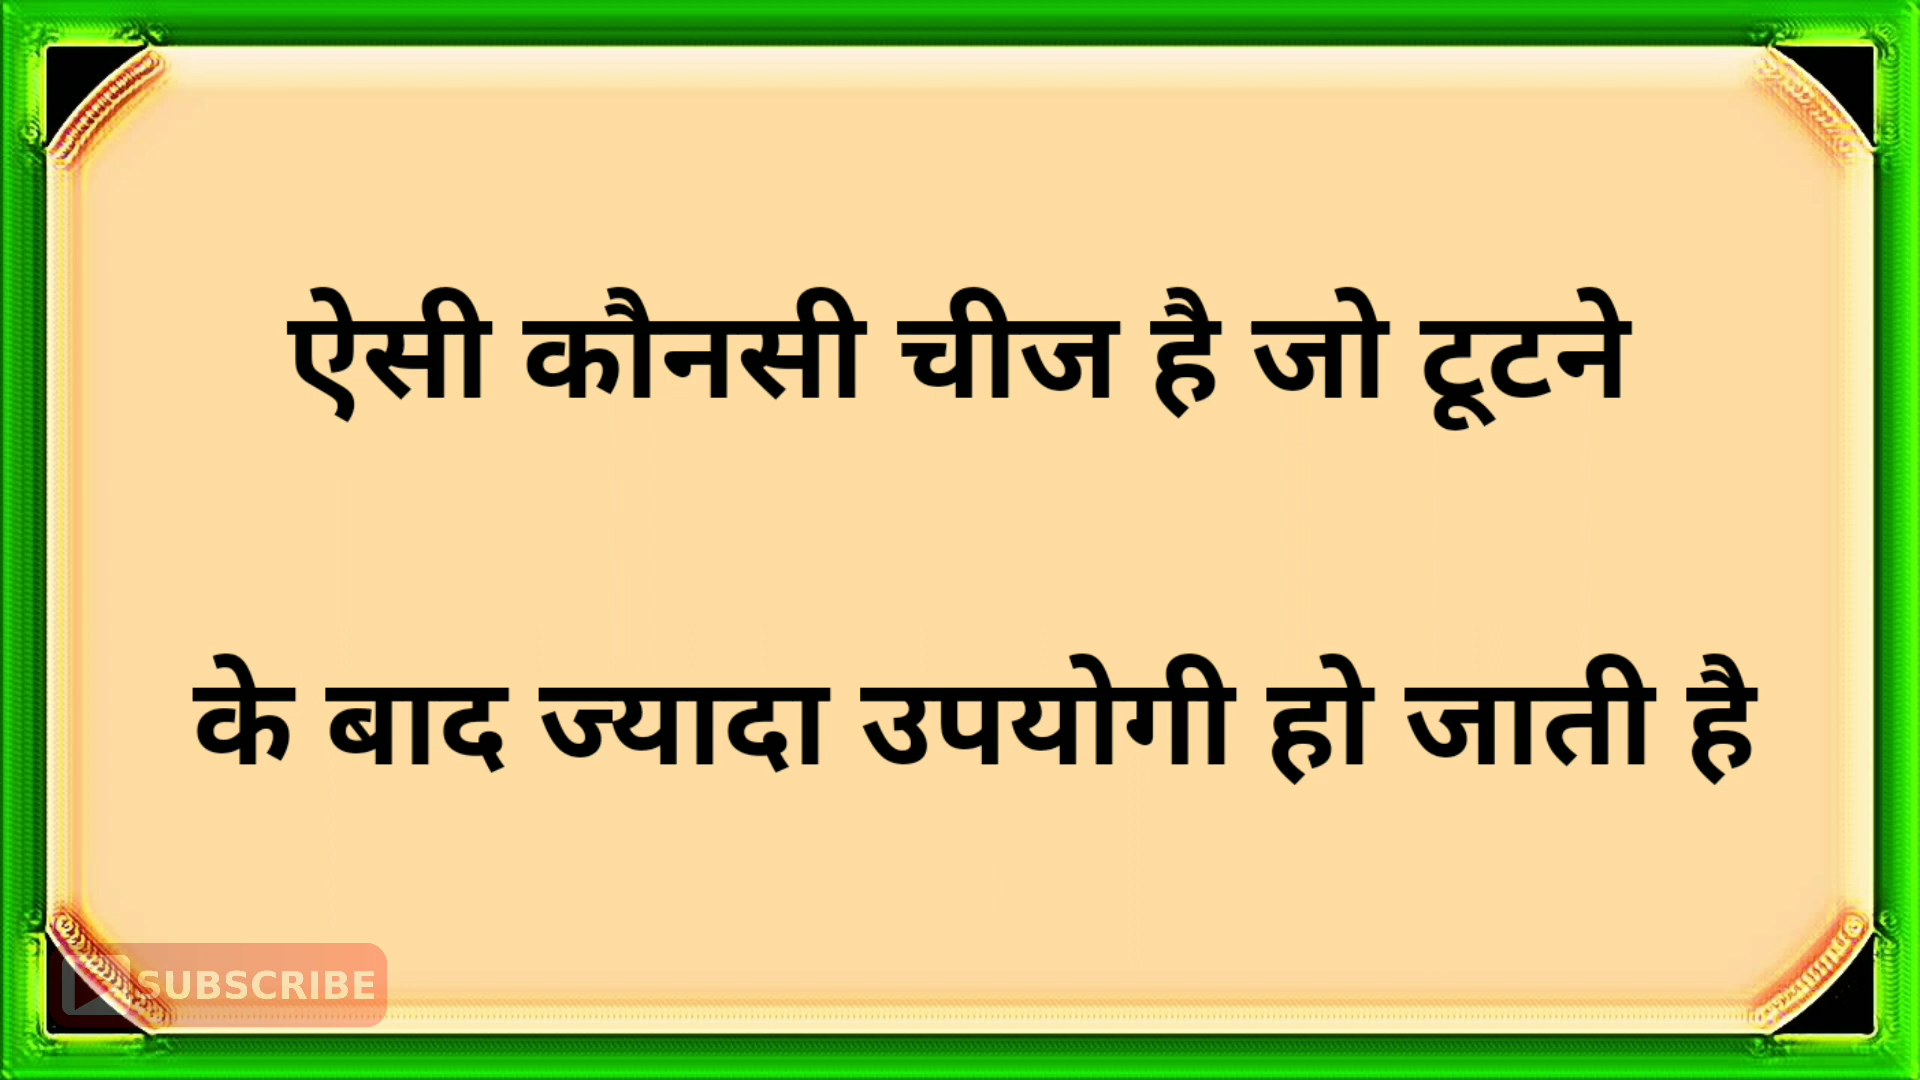 ऐसी कौनसी चीज है जो टूटने
के बाद ज्यादा उपयोगी हो जाती है
SUBSCRIBE